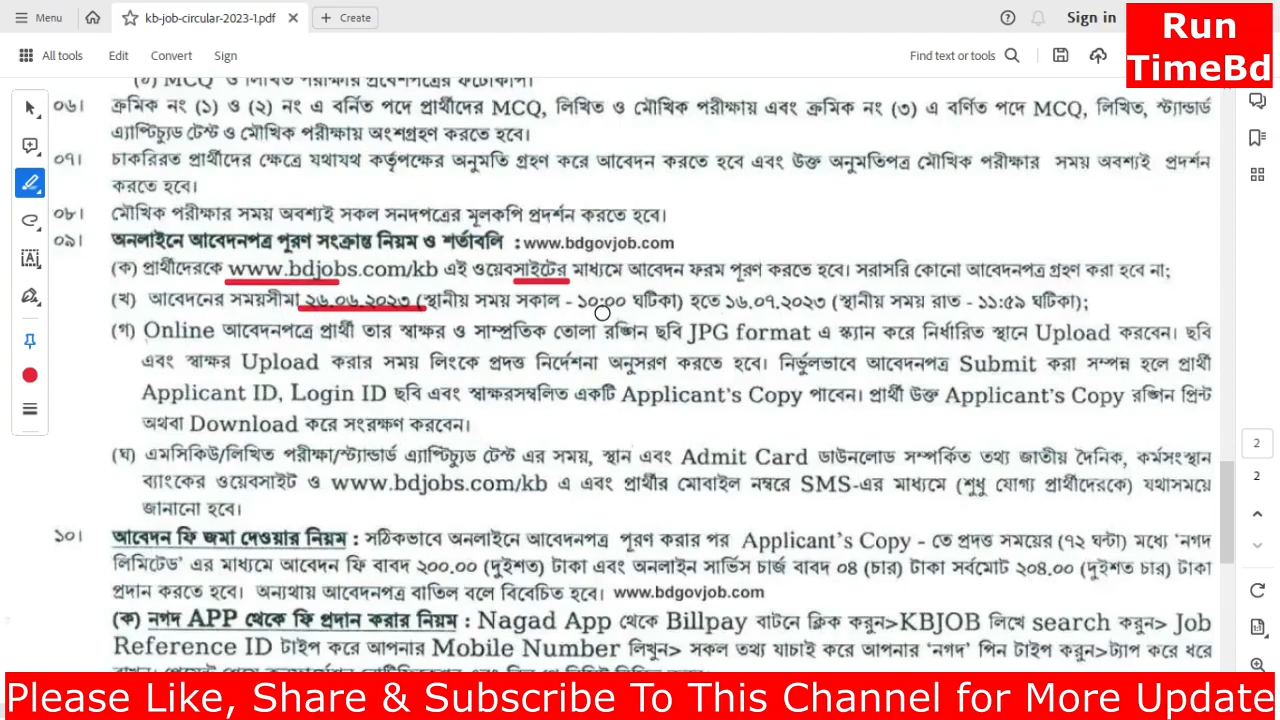 Menu
kb-job-circular-2023-1.pdf
Create
Sign in
Run
TimeBd
All tools
Edit
Convert
Sign
Find text or tools
(ঢ) MCQ ও লিখিত পরীক্ষার প্রবেশপত্রের ফটোকপি।
০৬। ক্রমিক নং (১) ও (২) নং এ বর্নিত পদে প্রার্থীদের MCQ, লিখিত ও মৌখিক পরীক্ষায় এবং ক্রমিক নং (৩) এ বর্ণিত পদে MCQ, লিখিত, স্ট্যান্ডার্ড
এ্যাপ্টিচ্যুড টেস্ট ও মৌখিক পরীক্ষায় অংশগ্রহণ করতে হবে।
০৭। চাকরিরত প্রার্থীদের ক্ষেত্রে যথাযথ কর্তৃপক্ষের অনুমতি গ্রহণ করে আবেদন করতে হবে এবং উক্ত অনুমতিপত্র মৌখিক পরীক্ষার সময় অবশ্যই প্রদর্শন
করতে হবে।
০৮। মৌখিক পরীক্ষার সময় অবশ্যই সকল সনদপত্রের মূলকপি প্রদর্শন করতে হবে।
০৯। অনলাইনে আবেদনপত্র পূরণ সংক্রান্ত নিয়ম ও শর্তাবলি : www.bdgovjob.com
(ক) প্রার্থীদেরকে www.bdjobs.com/kb এই ওয়েবসাইটের মাধ্যমে আবেদন ফরম পূরণ করতে হবে। সরাসরি কোনো আবেদনপত্র গ্রহণ করা হবে না;
(খ) আবেদনের সময়সীমা ২৬.০৬.২০২৩ (স্থানীয় সময় সকাল - ১০:০০ ঘটিকা) হতে ১৬.০৭.২০২৩ (স্থানীয় সময় রাত - ১১:৫৯ ঘটিকা);
(গ) Online আবেদনপত্রে প্রার্থী তার স্বাক্ষর ও সাম্প্রতিক তোলা রঙ্গিন ছবি JPG format এ স্ক্যান করে নির্ধারিত স্থানে Upload করবেন। ছবি
এবং স্বাক্ষর Upload করার সময় লিংকে প্রদত্ত নির্দেশনা অনুসরণ করতে হবে। নির্ভুলভাবে আবেদনপত্র Submit করা সম্পন্ন হলে প্রার্থী
Applicant ID, Login ID ছবি এবং স্বাক্ষরসম্বলিত একটি Applicant's Copy পাবেন। প্রার্থী উক্ত Applicant's Copy রঙ্গিন প্রিন্ট
অথবা Download করে সংরক্ষণ করবেন।
(ঘ) এমসিকিউ/লিখিত পরীক্ষা/স্ট্যান্ডার্ড এ্যাপ্টিচ্যুড টেস্ট এর সময়, স্থান এবং Admit Card ডাউনলোড সম্পর্কিত তথ্য জাতীয় দৈনিক, কর্মসংস্থান
ব্যাংকের ওয়েবসাইট ও www.bdjobs.com/kb এ এবং প্রার্থীর মোবাইল নম্বরে SMS-এর মাধ্যমে (শুধু যোগ্য প্রার্থীদেরকে) যথাসময়ে
জানানো হবে।
১০। আবেদন ফি জমা দেওয়ার নিয়ম : সঠিকভাবে অনলাইনে আবেদনপত্র পূরণ করার পর Applicant's Copy - তে প্রদত্ত সময়ের (৭২ ঘন্টা) মধ্যে 'নগদ
লিমিটেড' এর মাধ্যমে আবেদন ফি বাবদ ২০০.০০ (দুইশত) টাকা এবং অনলাইন সার্ভিস চার্জ বাবদ ০৪ (চার) টাকা সর্বমোট ২০৪.০০ (দুইশত চার) টাকা
প্রদান করতে হবে। অন্যথায় আবেদনপত্র বাতিল বলে বিবেচিত হবে। www.bdgovjob.com
(ক) নগদ APP থেকে ফি প্রদান করার নিয়ম : Nagad App থেকে Billpay বাটনে ক্লিক করুন>KBJOB লিখে search করুন> Job
Reference ID টাইপ করে আপনার Mobile Number লিখুন> সকল তথ্য যাচাই করে আপনার 'নগদ' পিন টাইপ করুন>ট্যাপ করে ধরে
2
2
Please Like, Share & Subscribe To This Channel for More Update